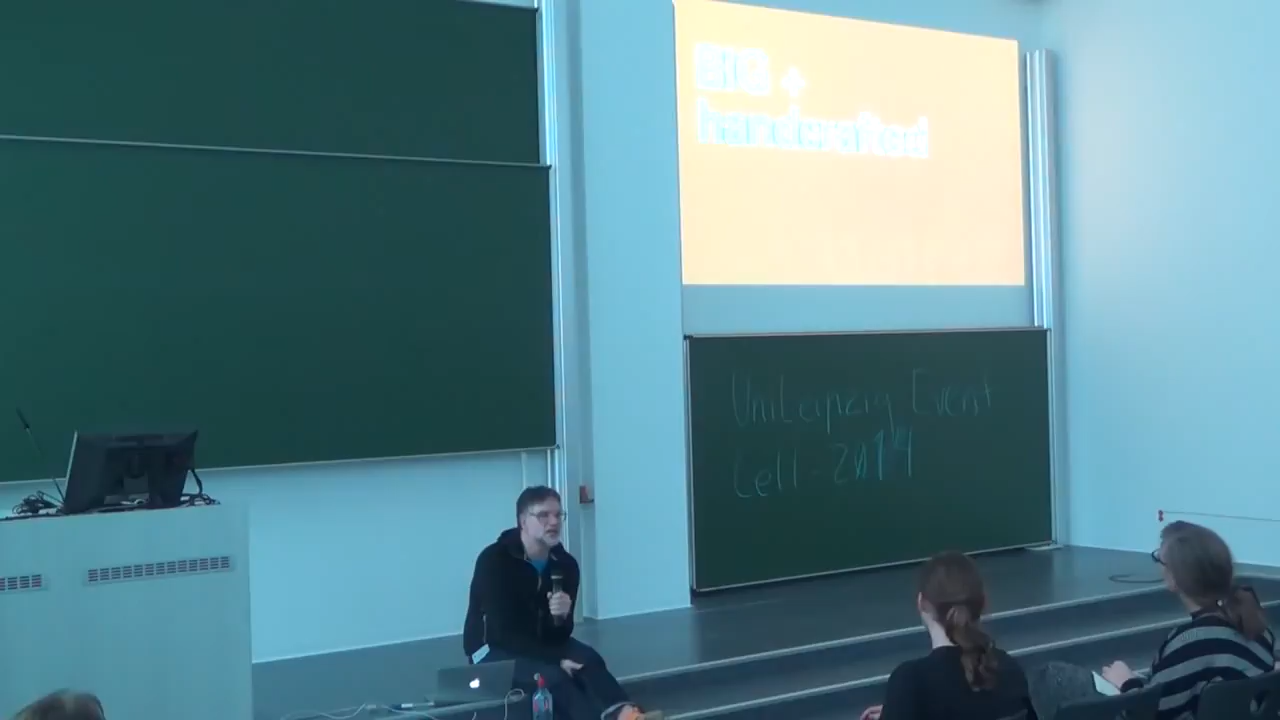 BIG +
handcrafted
UniLeipzig Event
Cell = 2014